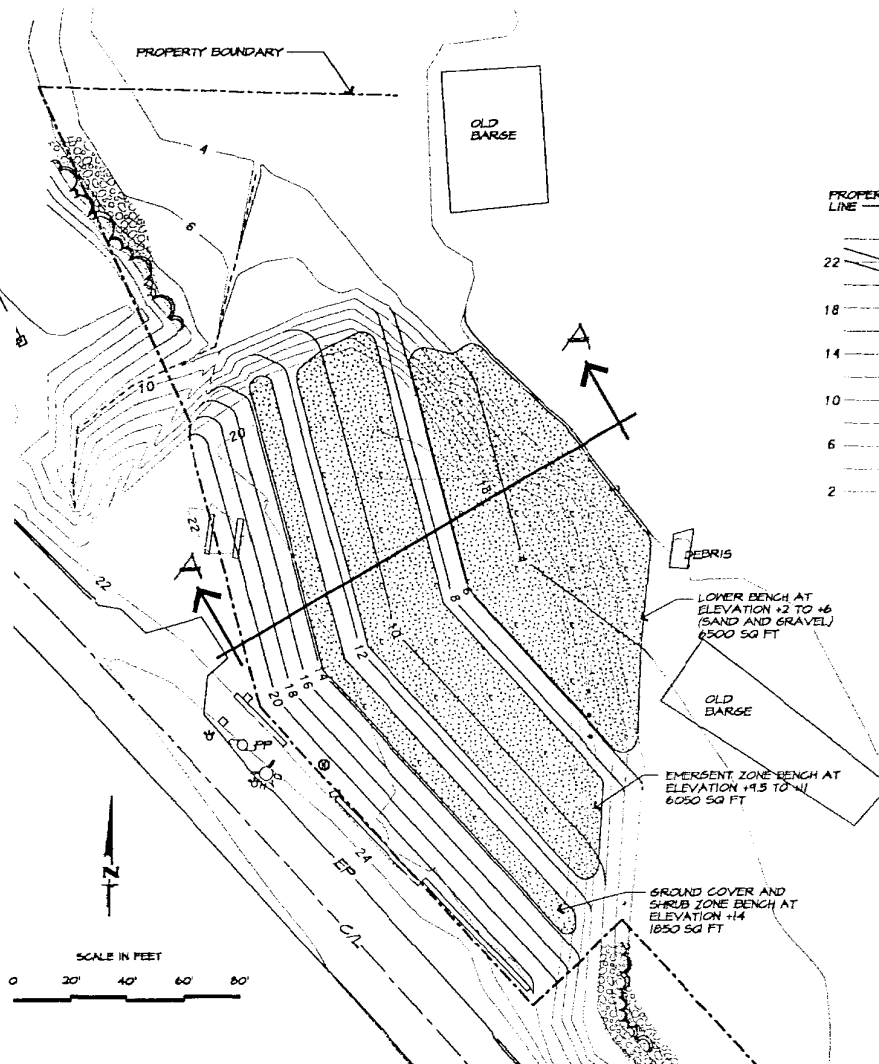 PROPERTY BOUNDARY
OLD
BARGE
4
6
LINE
22
18
14
10
6
2
10
20
A
18
22
22
A
DEBRIS
LOWER BENCH AT
ELEVATION +2 TO +6
(SAND AND GRAVEL)
6500 SQ FT
6
8
10
12
14
16
18
20
OLD
BARGE
PP
EMERGENT ZONE BENCH AT
ELEVATION +9.5 TO +11
6050 SQ FT
24
EP
N
GROUND COVER AND
SHRUB ZONE BENCH AT
ELEVATION +14
1850 SQ FT
C/L
SCALE IN FEET
0 20' 40' 60' 80'